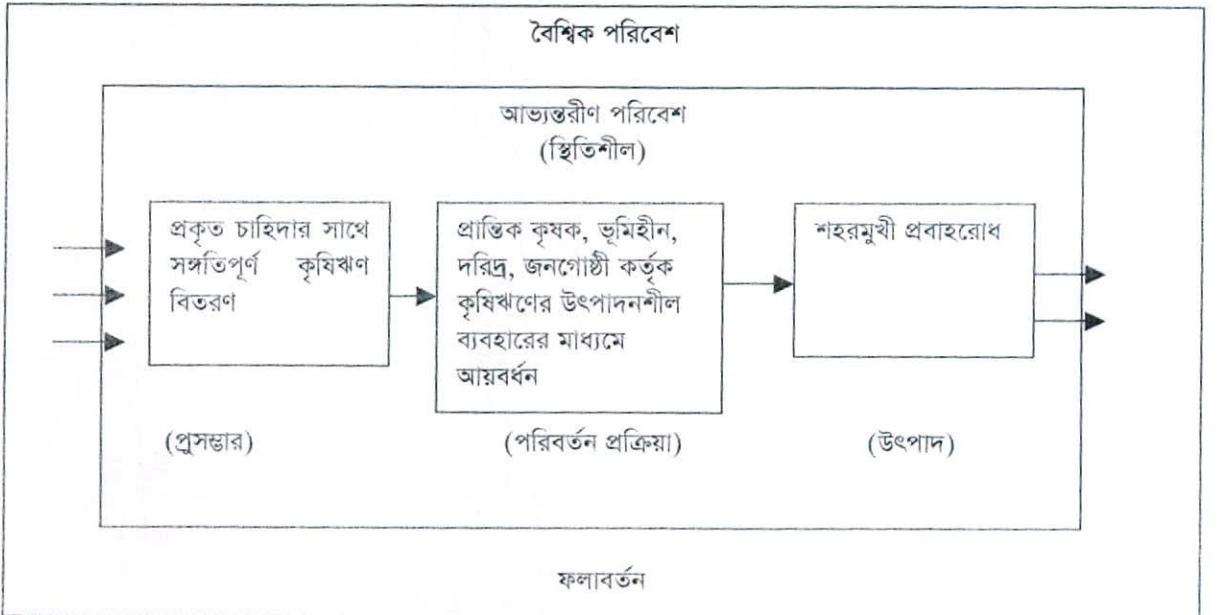 বৈশ্বিক পরিবেশ
আভ্যন্তরীণ পরিবেশ
(স্থিতিশীল)
প্রকৃত চাহিদার সাথে
সঙ্গতিপূর্ণ কৃষিঋণ
বিতরণ
প্রান্তিক কৃষক, ভূমিহীন,
দরিদ্র, জনগোষ্ঠী কর্তৃক
কৃষিঋণের উৎপাদনশীল
ব্যবহারের মাধ্যমে
আয়বর্ধন
শহরমুখী প্রবাহরোধ
(প্রুসম্ভার)
(পরিবর্তন প্রক্রিয়া)
(উৎপাদ)
ফলাবর্তন